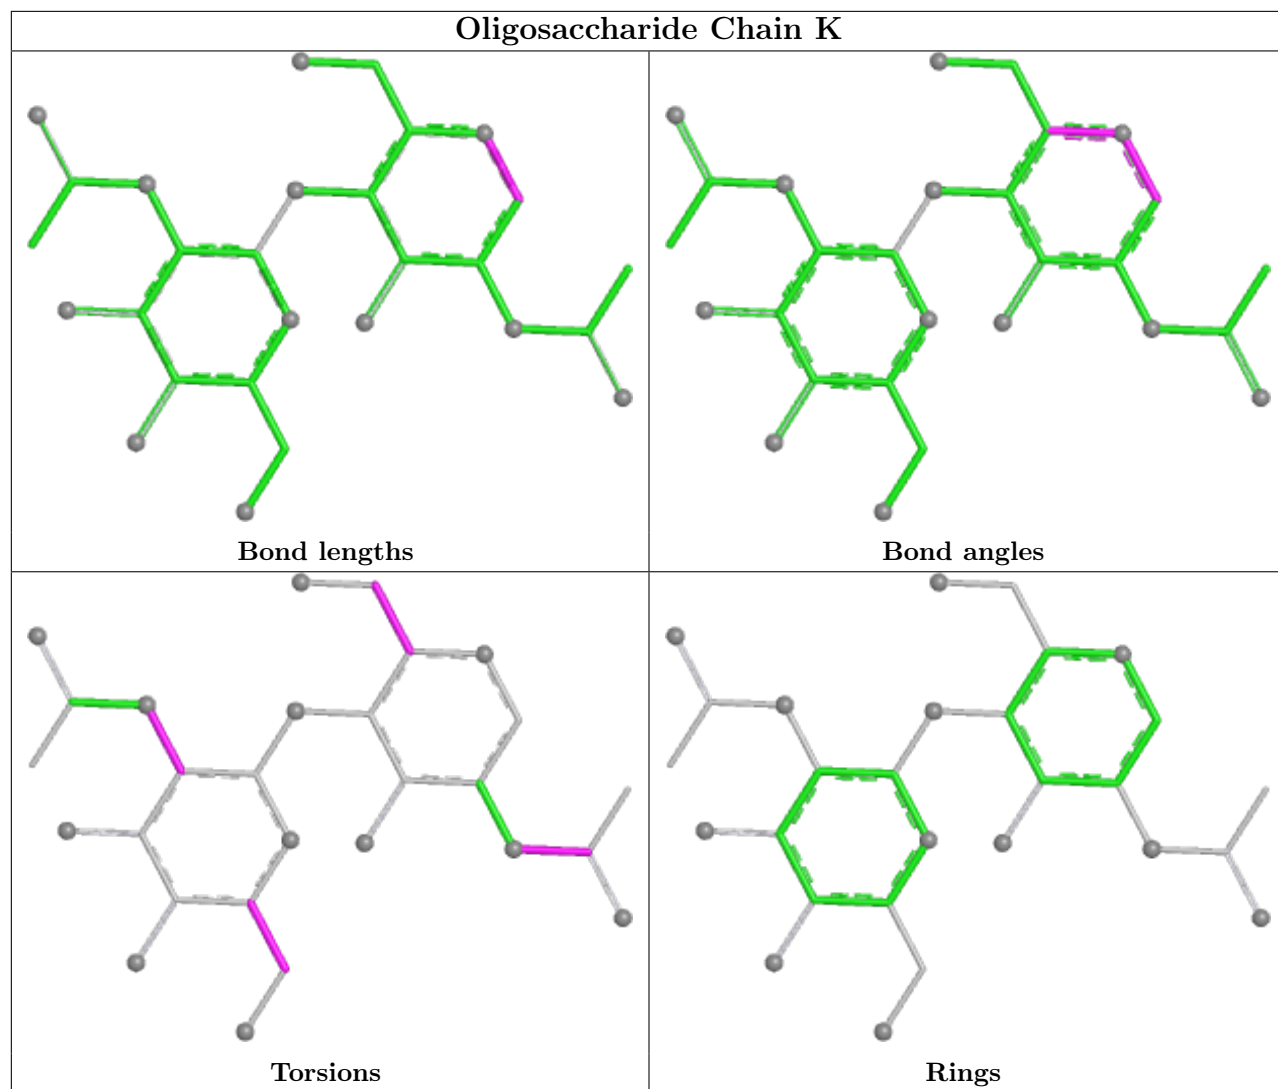 Oligosaccharide Chain K
Bond lengths
Bond angles
Torsions
Rings